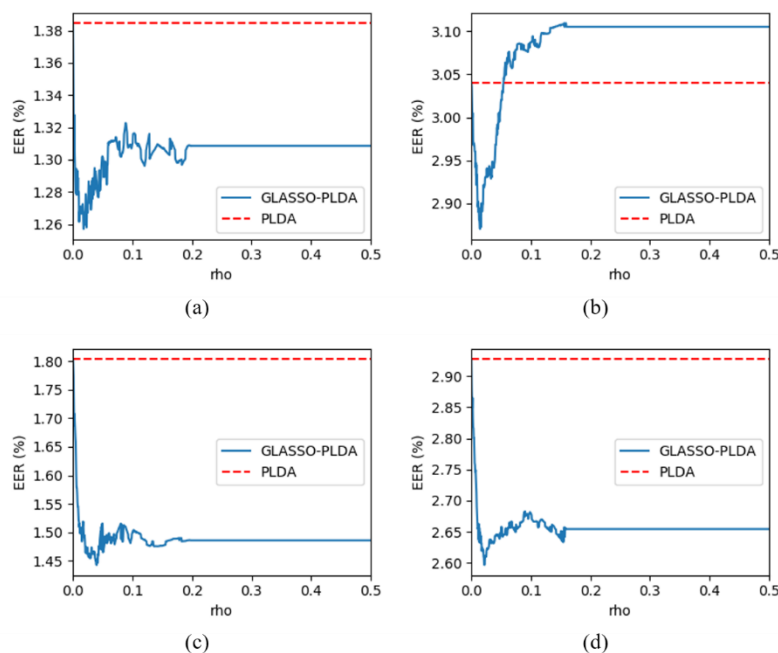 1.38
1.36
1.34
1.32
1.30
1.28
1.26
EER (%)
GLASSO-PLDA
PLDA
0.0 0.1 0.2 0.3 0.4 0.5
rho
(a)
3.10
3.05
3.00
2.95
2.90
EER (%)
GLASSO-PLDA
PLDA
0.0 0.1 0.2 0.3 0.4 0.5
rho
(b)
1.80
1.75
1.70
1.65
1.60
1.55
1.50
1.45
EER (%)
GLASSO-PLDA
PLDA
0.0 0.1 0.2 0.3 0.4 0.5
rho
(c)
2.90
2.85
2.80
2.75
2.70
2.65
2.60
EER (%)
GLASSO-PLDA
PLDA
0.0 0.1 0.2 0.3 0.4 0.5
rho
(d)